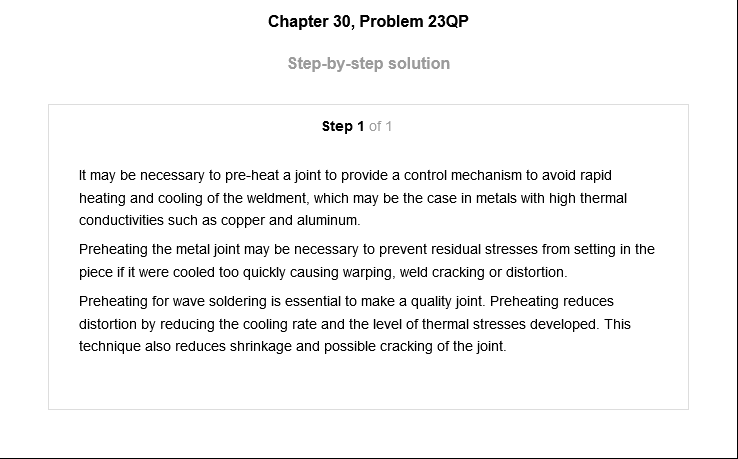 Chapter 30, Problem 23QP
Step-by-step solution
Step 1 of 1
It may be necessary to pre-heat a joint to provide a control mechanism to avoid rapid
heating and cooling of the weldment, which may be the case in metals with high thermal
conductivities such as copper and aluminum.
Preheating the metal joint may be necessary to prevent residual stresses from setting in the
piece if it were cooled too quickly causing warping, weld cracking or distortion.
Preheating for wave soldering is essential to make a quality joint. Preheating reduces
distortion by reducing the cooling rate and the level of thermal stresses developed. This
technique also reduces shrinkage and possible cracking of the joint.